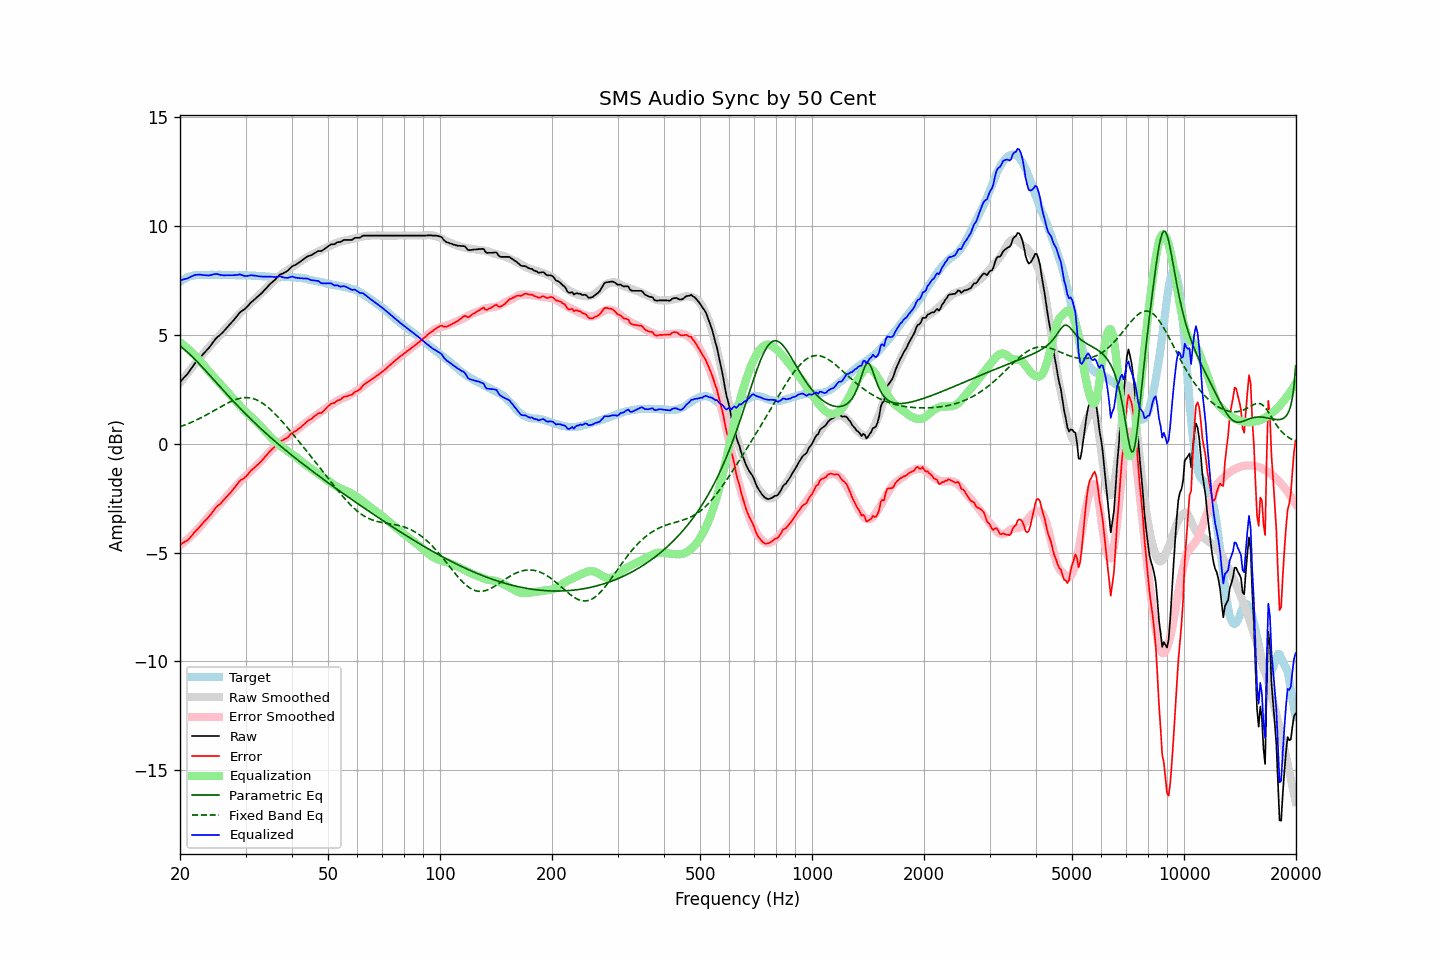 SMS Audio Sync by 50 Cent
15
10
5
0
−5
−10
−15
Amplitude (dBr)
Target
Raw Smoothed
Error Smoothed
Raw
Error
Equalization
Parametric Eq
Fixed Band Eq
Equalized
20 50 100 200 500 1000 2000 5000 10000 20000
Frequency (Hz)